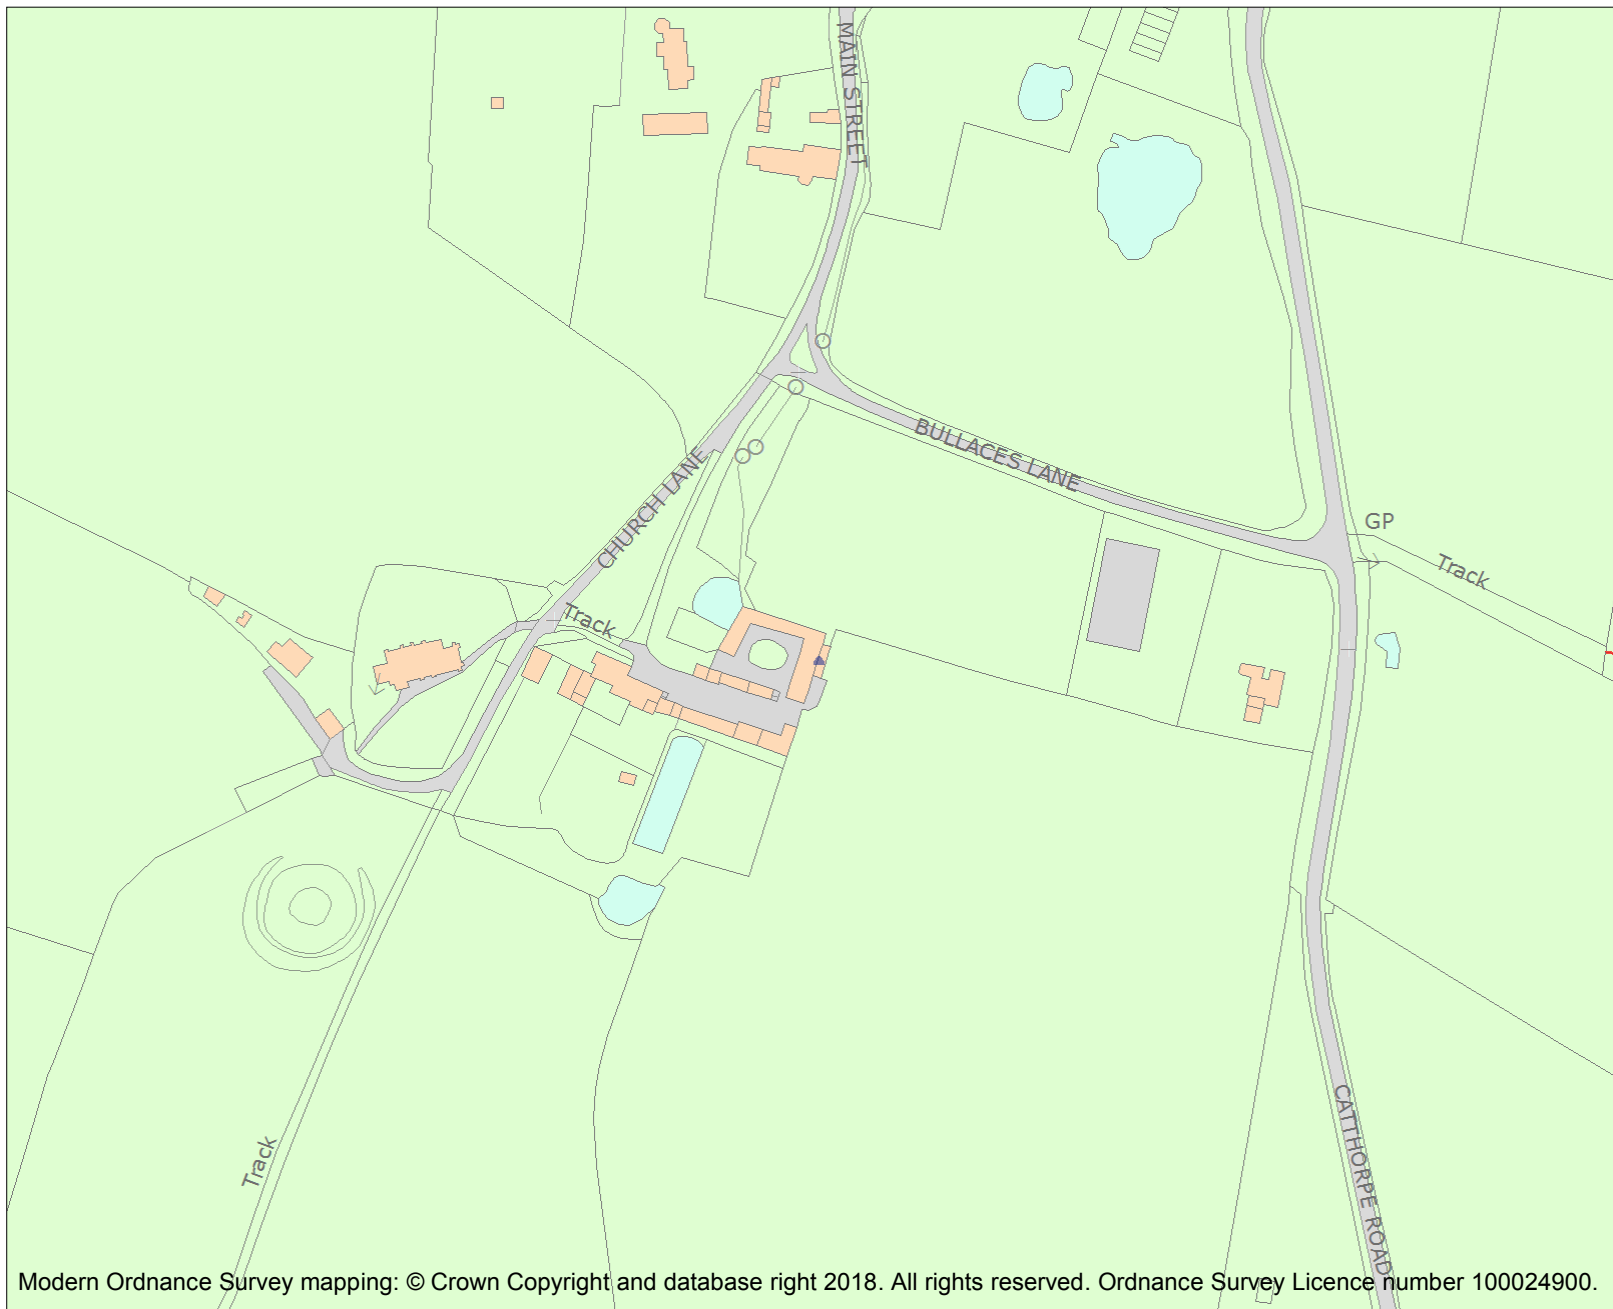 MAIN STREET
BULLACES LANE
CHURCH LANE
GP
Track
Track
Track
CATTHORPE ROAD
Modern Ordnance Survey mapping: © Crown Copyright and database right 2018. All rights reserved. Ordnance Survey Licence number 100024900.